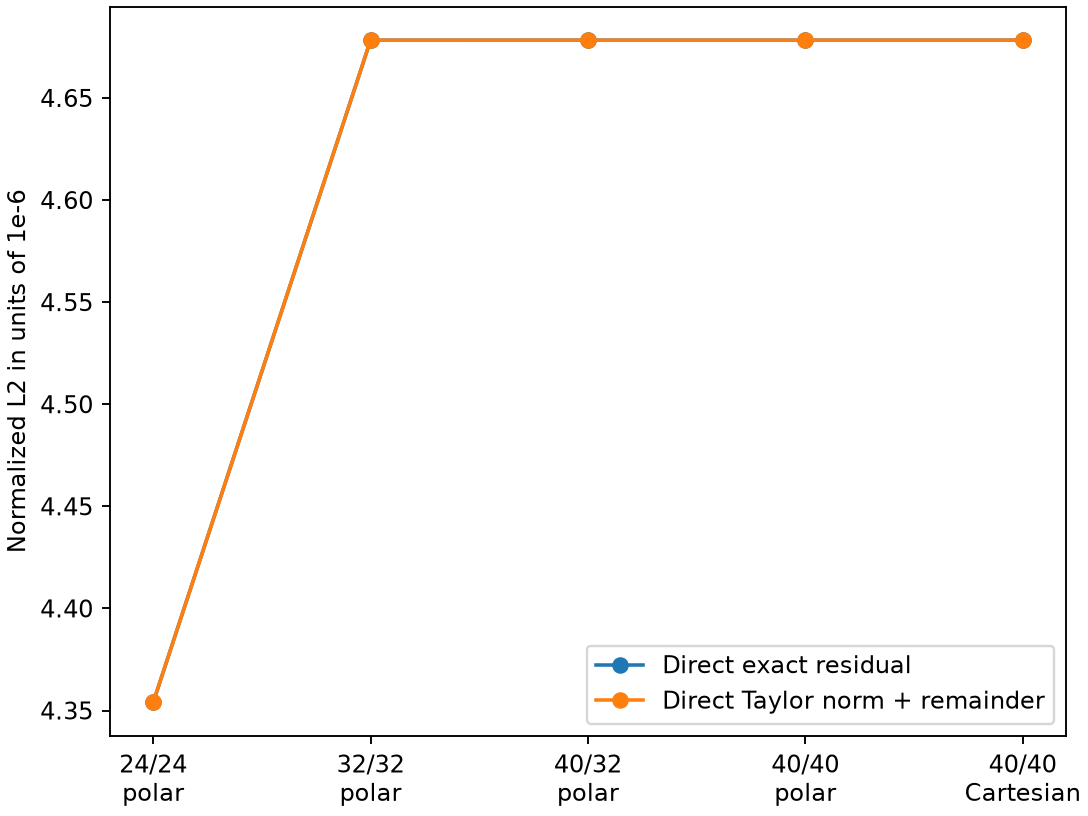 Normalized L2 in units of 1e-6
4.65
4.60
4.55
4.50
4.45
4.40
4.35
Direct exact residual
Direct Taylor norm + remainder
24/24
polar
32/32
polar
40/32
polar
40/40
polar
40/40
Cartesian